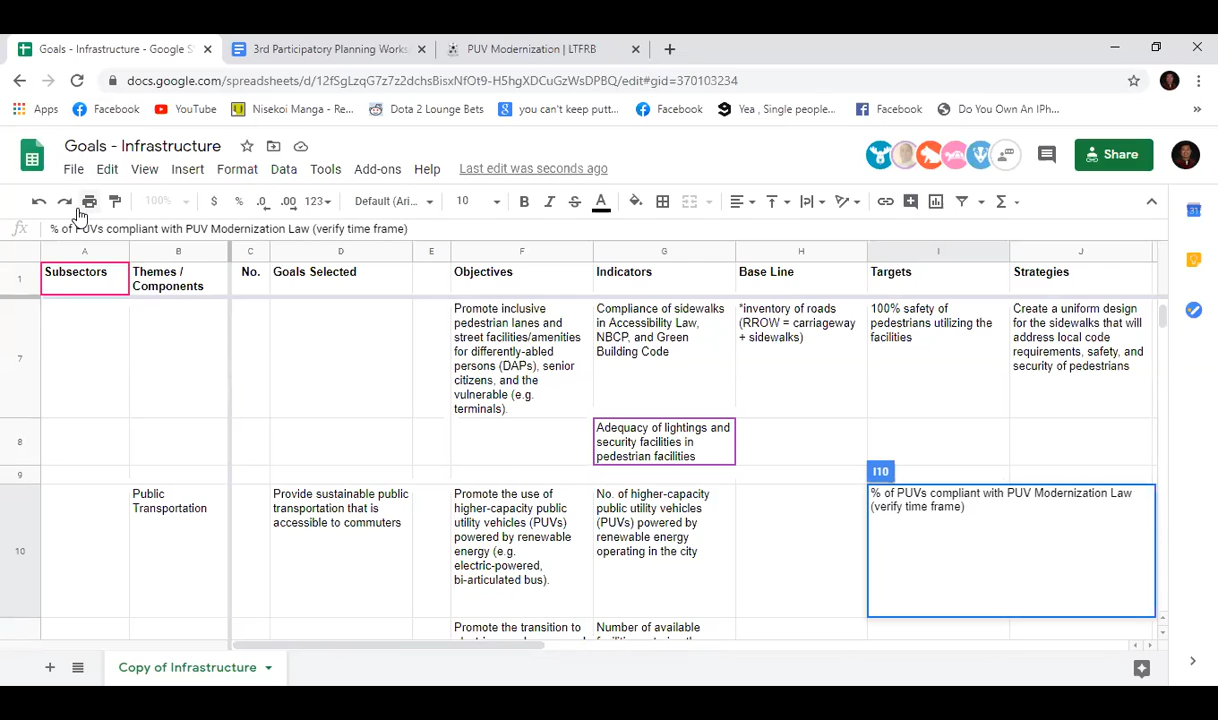 Goals - Infrastructure - Google S
3rd Participatory Planning Works
PUV Modernization | LTFRB
docs.google.com/spreadsheets/d/12fSgLzqG7z7z2dchsBisxNfOt9-H5hgXDCuGzWsDPBQ/edit#gid=370103234
Apps
Facebook
YouTube
Nisekoi Manga - Re...
Dota 2 Lounge Bets
you can't keep putt...
Facebook
Yea , Single people...
Facebook
Do You Own An IPh...
»
Goals - Infrastructure
Share
File Edit View Insert Format Data Tools Add-ons Help Last edit was seconds ago
100% $ % .0 .00 123 Default (Ari... 10 B I S A Σ
31
fx % of PUVs compliant with PUV Modernization Law (verify time frame)
A B C D E F G H I J
1
Subsectors
Themes /
Components
No.
Goals Selected
Objectives
Indicators
Base Line
Targets
Strategies
7
Promote inclusive
pedestrian lanes and
street facilities/amenities
for differently-abled
persons (DAPs), senior
citizens, and the
vulnerable (e.g.
terminals).
Compliance of sidewalks
in Accessibility Law,
NBCP, and Green
Building Code
*inventory of roads
(RROW = carriageway
+ sidewalks)
100% safety of
pedestrians utilizing the
facilities
Create a uniform design
for the sidewalks that will
address local code
requirements, safety, and
security of pedestrians
8
Adequacy of lightings and
security facilities in
pedestrian facilities
9
I10
10
Public
Transportation
Provide sustainable public
transportation that is
accessible to commuters
Promote the use of
higher-capacity public
utility vehicles (PUVs)
powered by renewable
energy (e.g.
electric-powered,
bi-articulated bus).
No. of higher-capacity
public utility vehicles
(PUVs) powered by
renewable energy
operating in the city
% of PUVs compliant with PUV Modernization Law
(verify time frame)
Promote the transition to
Number of available
Copy of Infrastructure